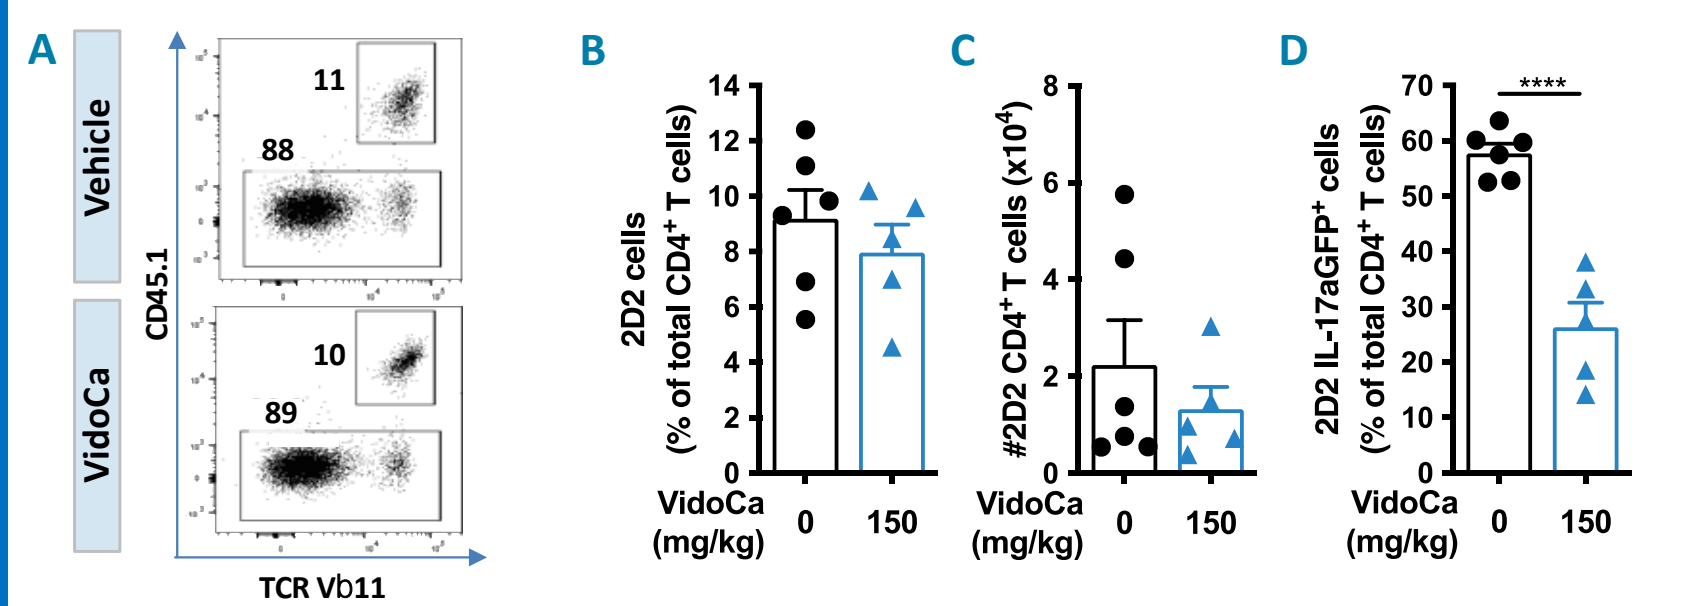 A
Vehicle
VidoCa
CD45.1
11
88
10
89
TCR Vb11
B
2D2 cells
(% of total CD4⁺ T cells)
14
12
10
8
6
4
2
0
VidoCa
(mg/kg)
0
150
C
#2D2 CD4⁺ T cells (x10⁴)
8
6
4
2
0
VidoCa
(mg/kg)
0
150
D
2D2 IL-17aGFP⁺ cells
(% of total CD4⁺ T cells)
70
60
50
40
30
20
10
0
****
VidoCa
(mg/kg)
0
150